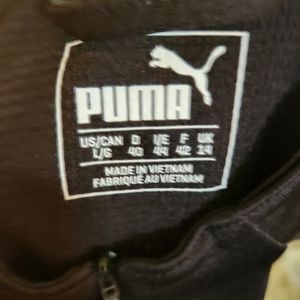 PUMA
US/CAN D I/E F UK
L/G 40 44 42 14
MADE IN VIETNAM
FABRIQUE AU VIETNAM